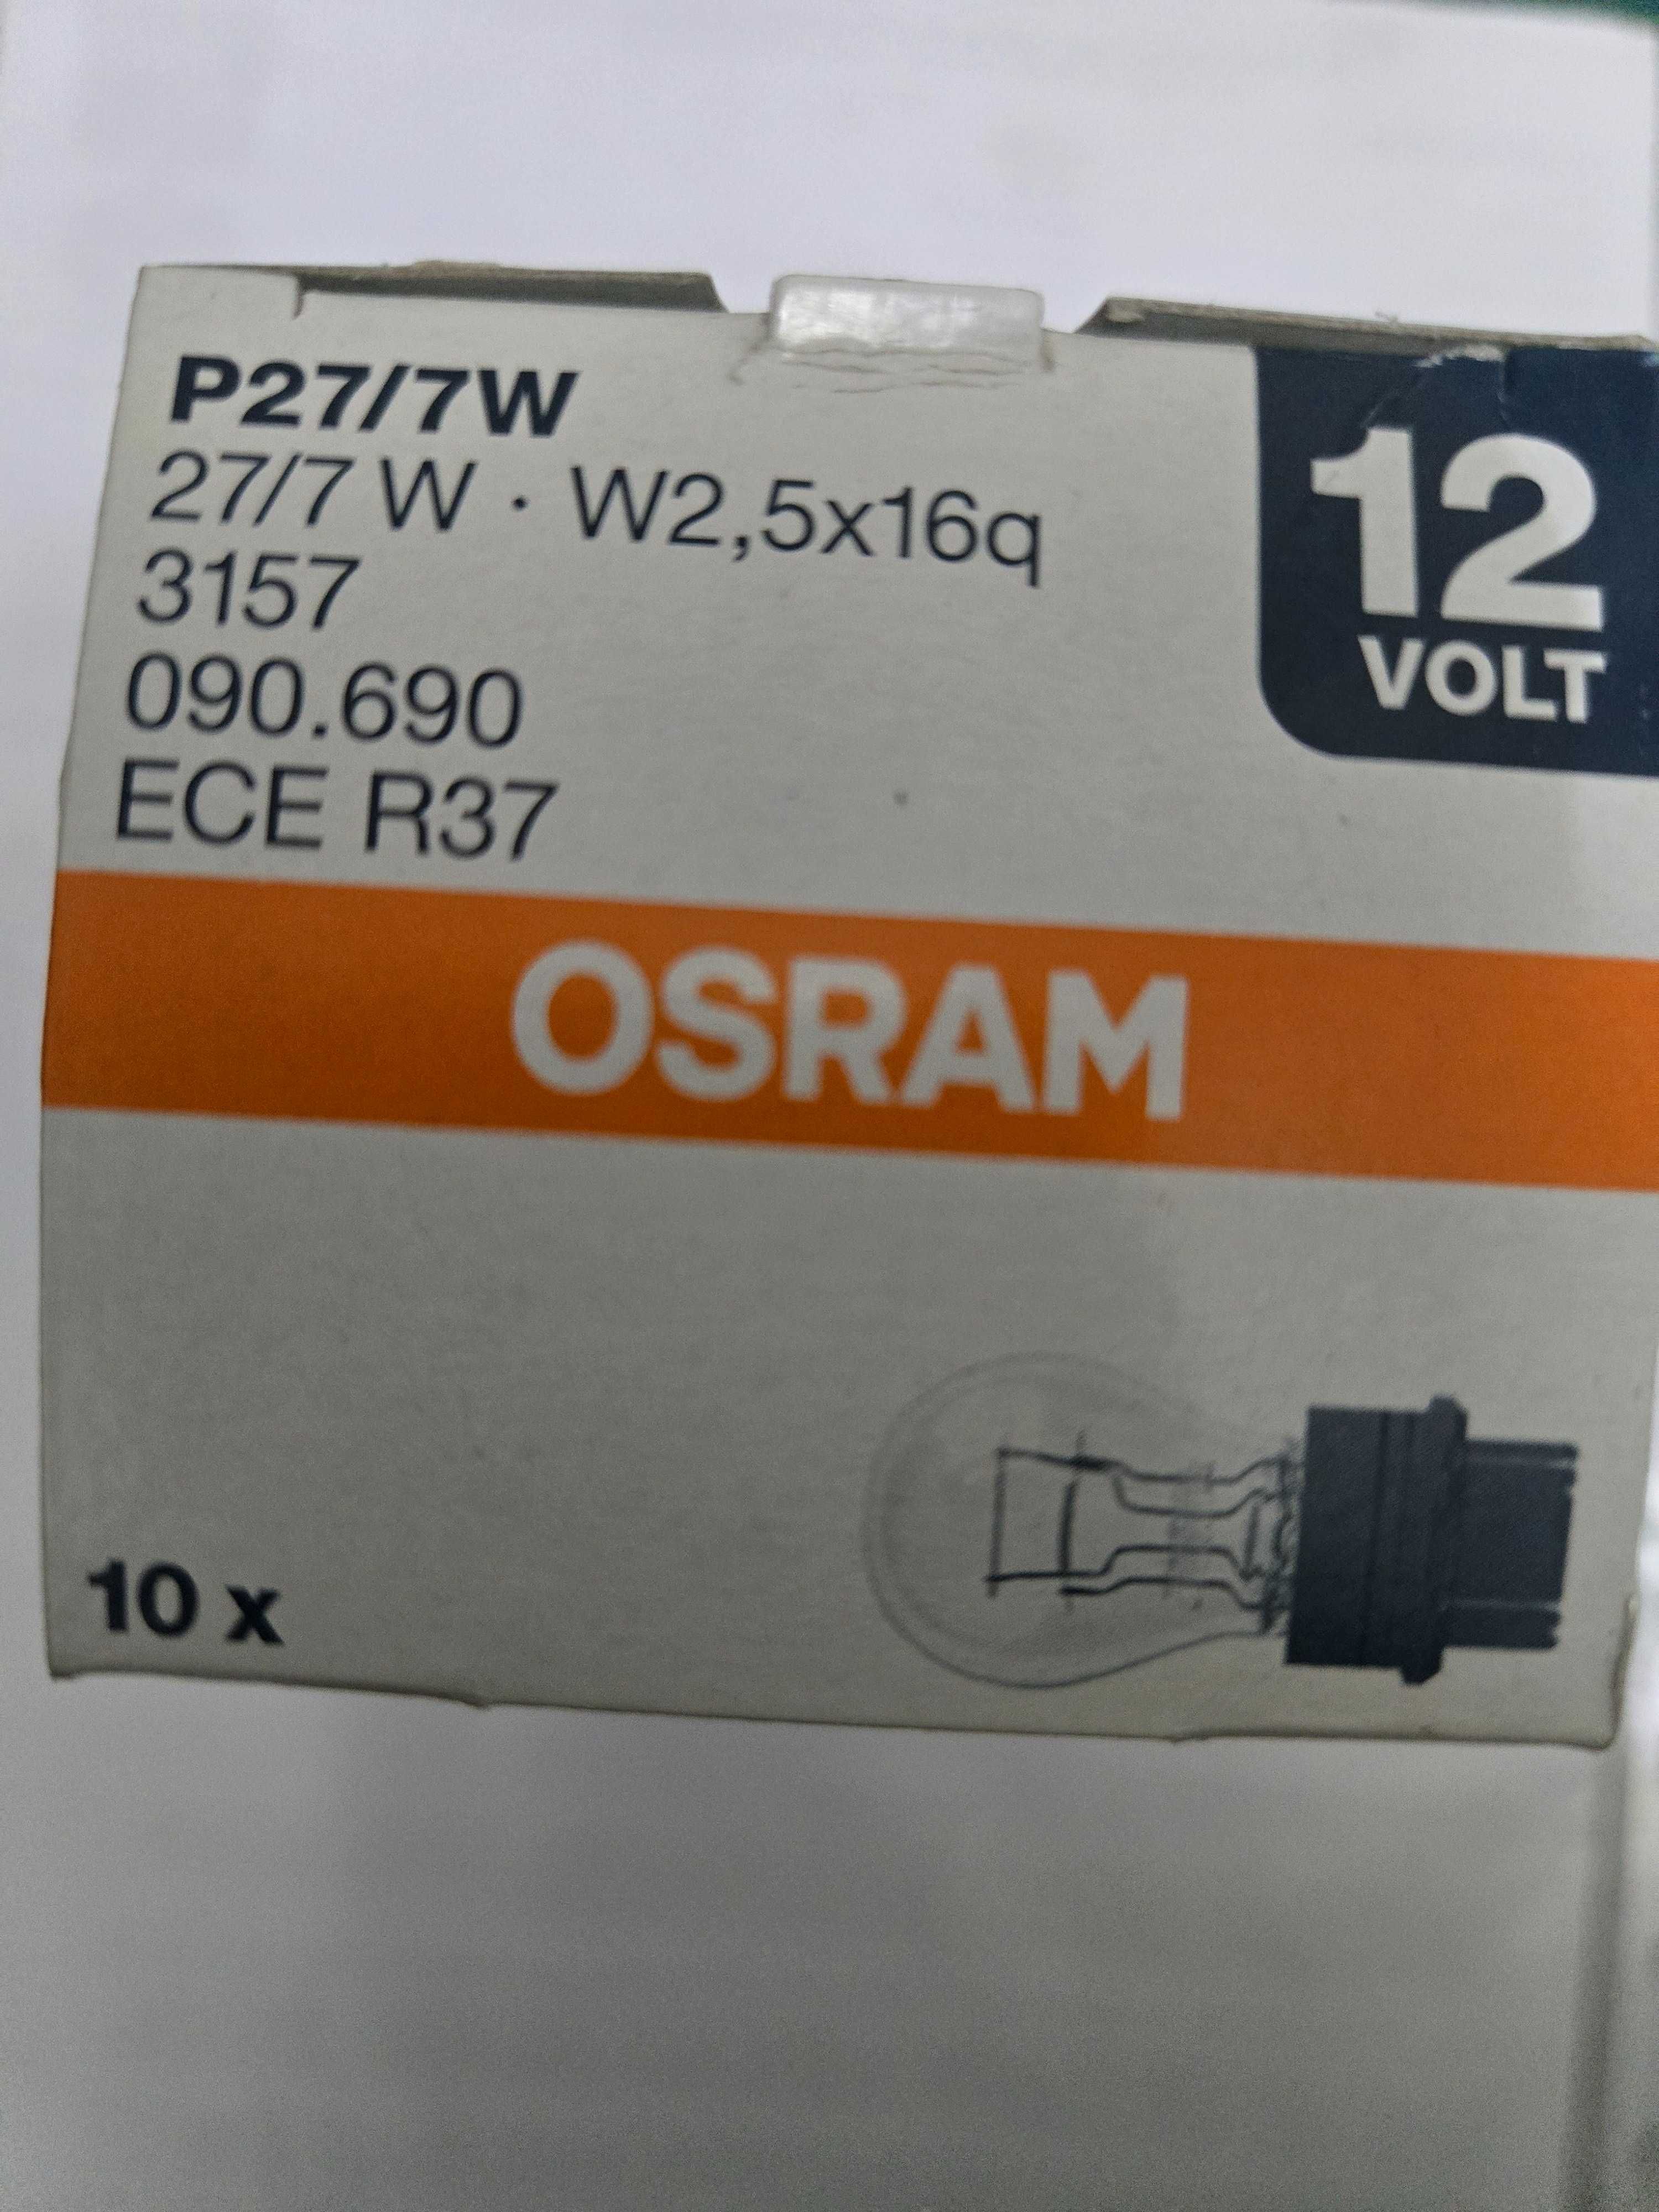 P27/7W
27/7 W · W2,5x16q
3157
090.690
ECE R37
12
VOLT
OSRAM
10 x